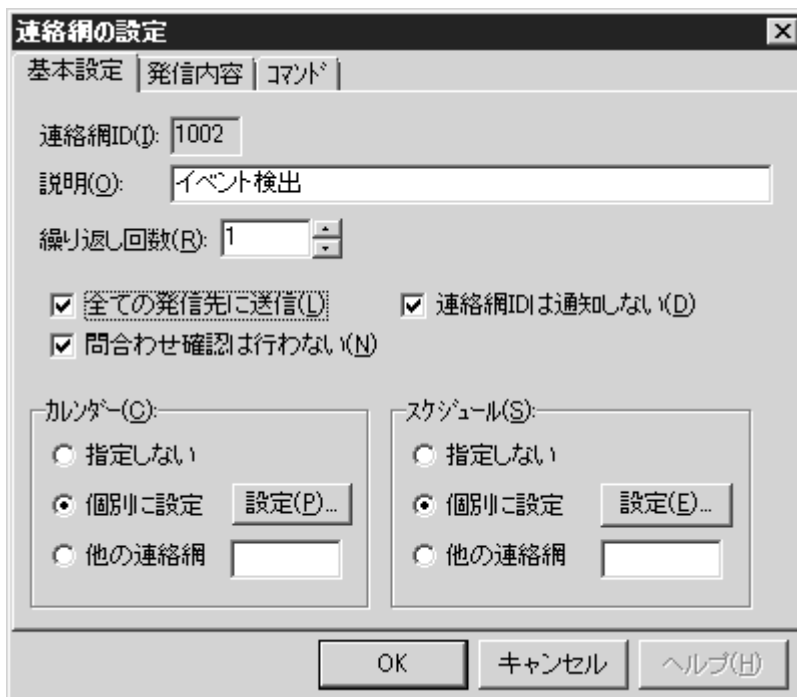 連絡網の設定
基本設定 発信内容 ｺﾏﾝﾄﾞ
連絡網ID(I): 1002
説明(O): イベント検出
繰り返し回数(R): 1
全ての発信先に送信(L) 連絡網IDは通知しない(D)
問合わせ確認は行わない(N)
ｶﾚﾝﾀﾞｰ(C): ｽｹｼﾞｭｰﾙ(S):
指定しない 指定しない
個別に設定 設定(P)... 個別に設定 設定(E)...
他の連絡網 他の連絡網
OK キャンセル ヘルプ(H)